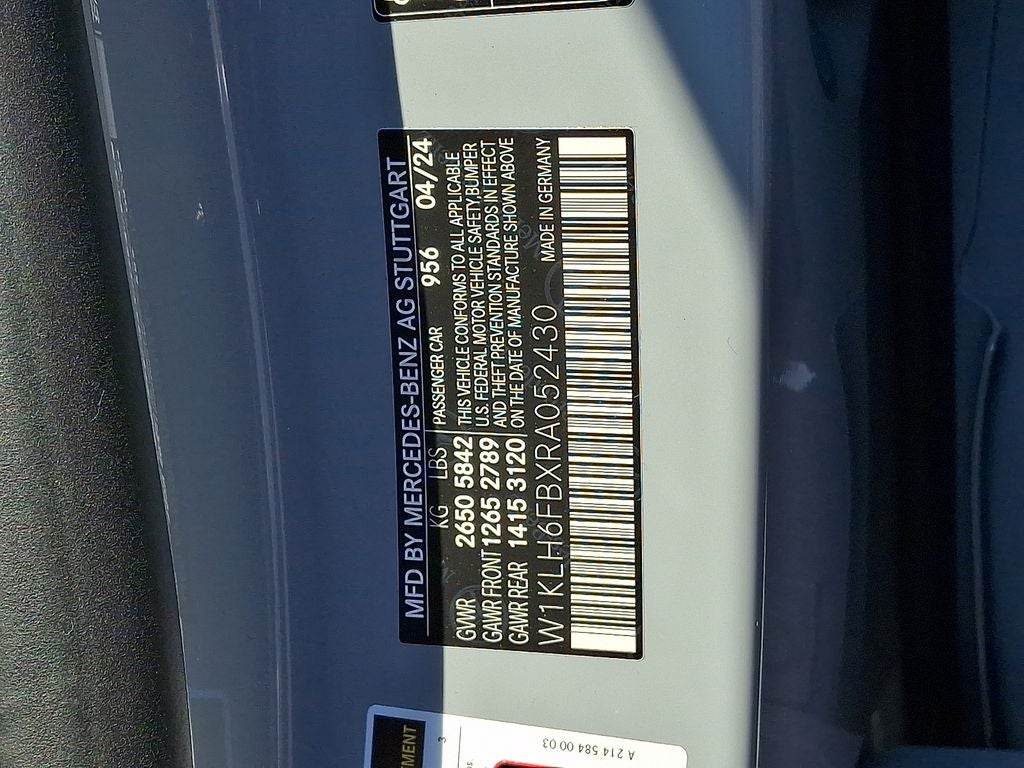 MFD BY MERCEDES-BENZ AG STUTTGART
KG LBS PASSENGER CAR 956 04/24
GVWR 2650 5842
GAWR FRONT 1265 2789
GAWR REAR 1415 3120
THIS VEHICLE CONFORMS TO ALL APPLICABLE
U.S. FEDERAL MOTOR VEHICLE SAFETY, BUMPER
AND THEFT PREVENTION STANDARDS IN EFFECT
ON THE DATE OF MANUFACTURE SHOWN ABOVE
W1KLH6FBXRA052430 MADE IN GERMANY
A 214 584 00 03
3